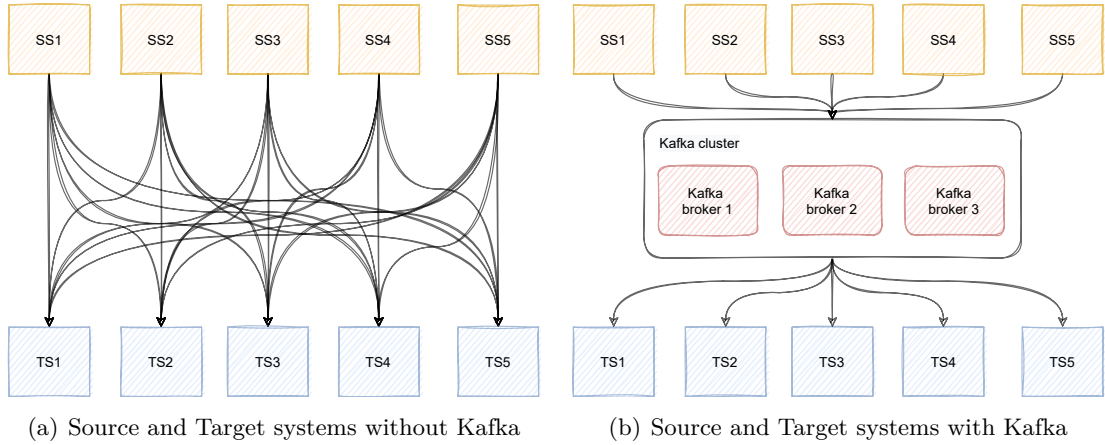 SS1 SS2 SS3 SS4 SS5
TS1 TS2 TS3 TS4 TS5
(a) Source and Target systems without Kafka
SS1 SS2 SS3 SS4 SS5
Kafka cluster
Kafka
broker 1
Kafka
broker 2
Kafka
broker 3
TS1 TS2 TS3 TS4 TS5
(b) Source and Target systems with Kafka